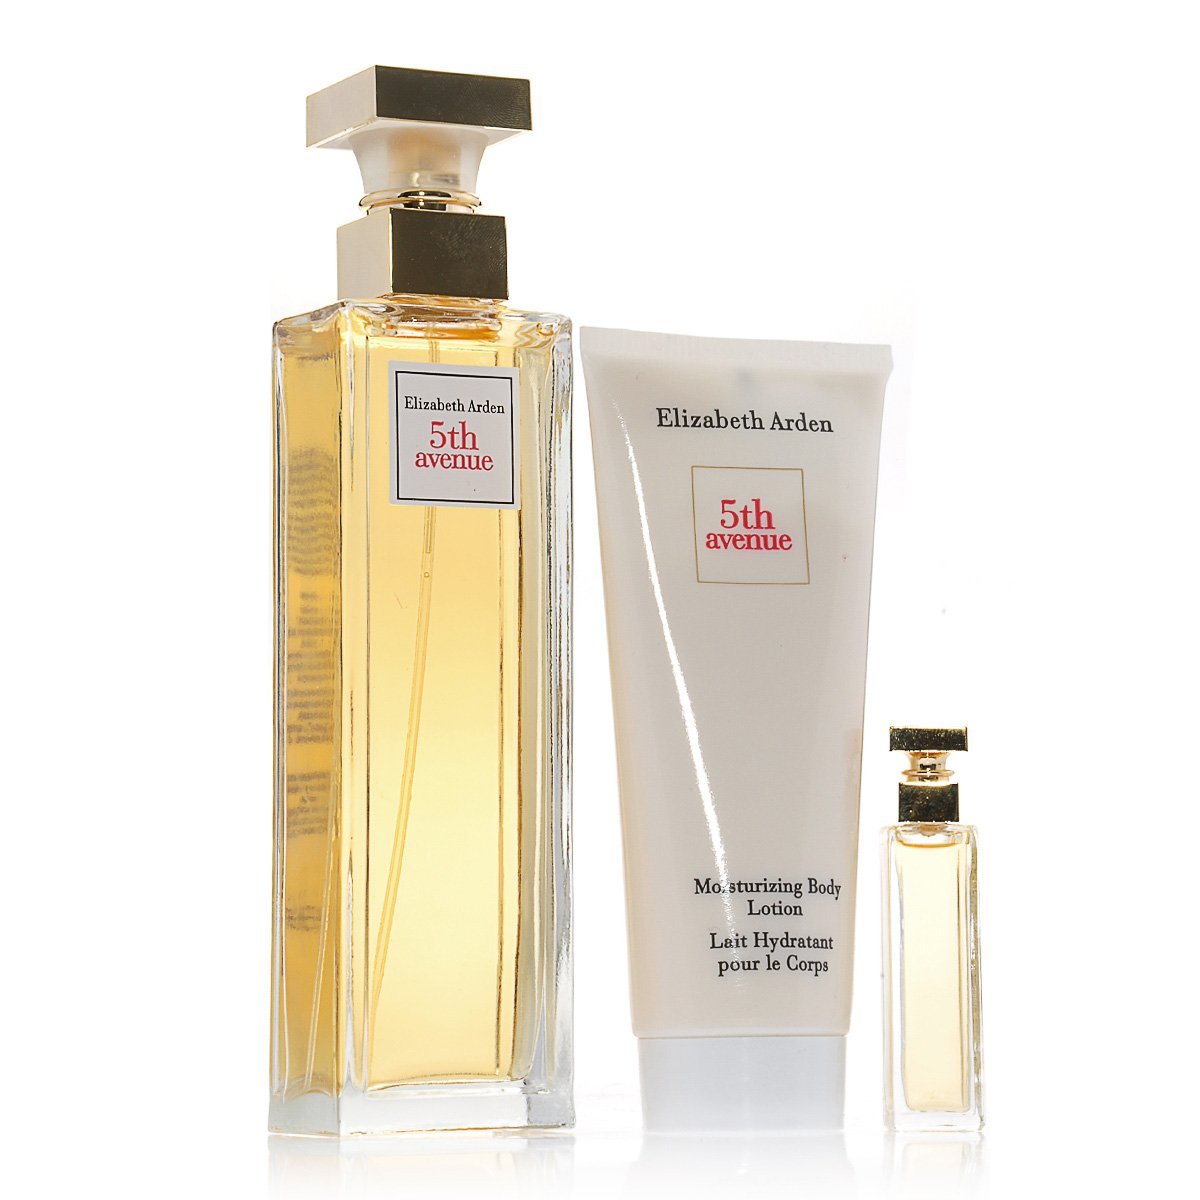 Elizabeth Arden
5th
avenue
Elizabeth Arden
5th
avenue
Moisturizing Body
Lotion
Lait Hydratant
pour le Corps